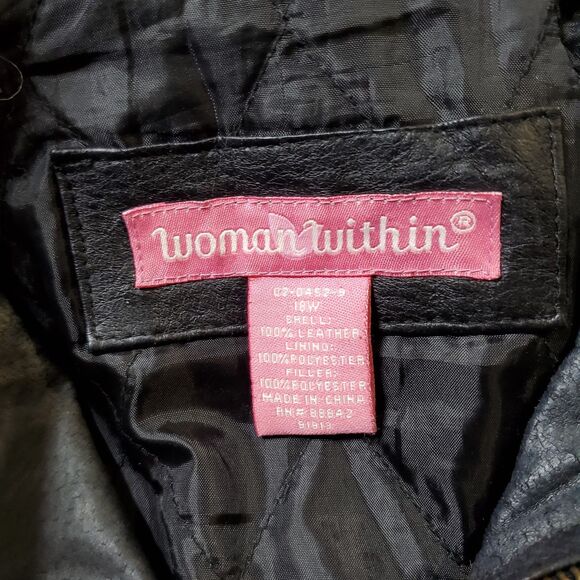 woman within®
02-0452-9
18W
SHELL:
100% LEATHER
LINING:
100% POLYESTER
FILLER:
100% POLYESTER
MADE IN CHINA
RN# 88842
91813